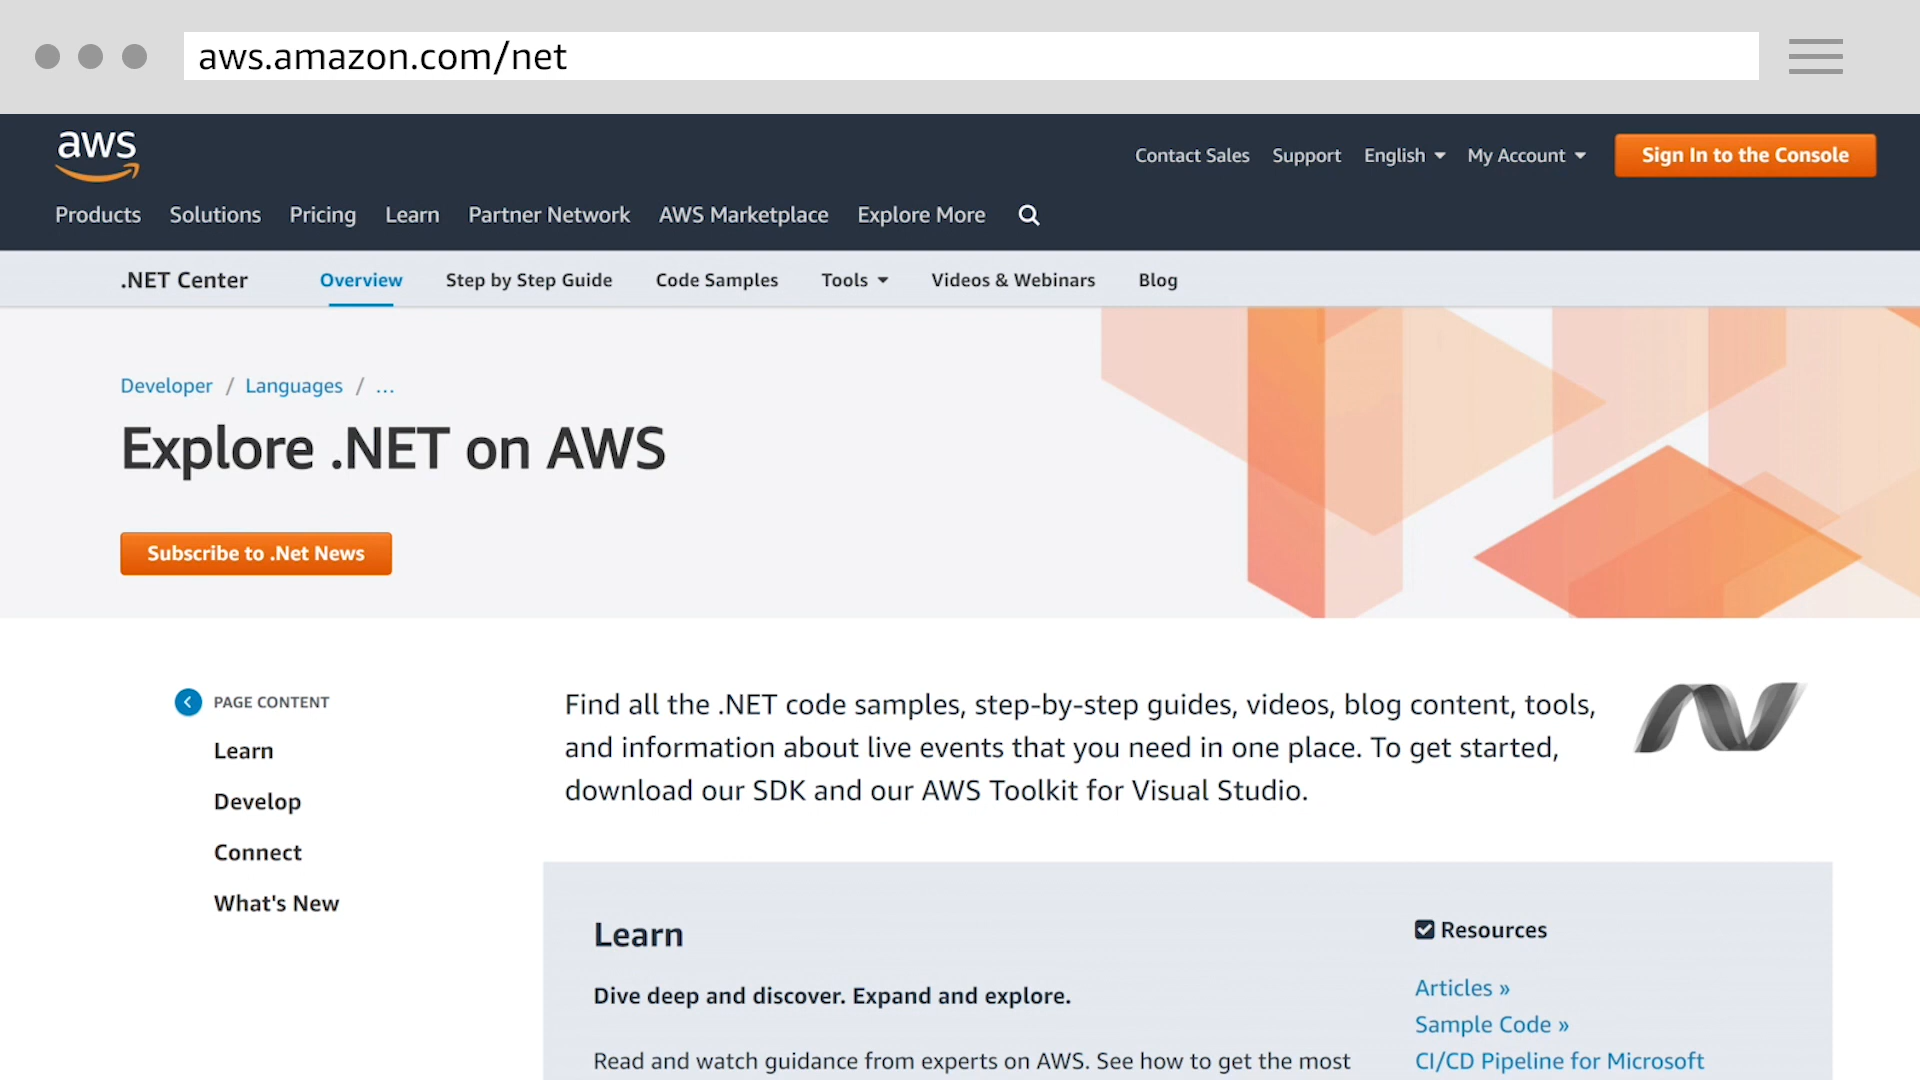 aws.amazon.com/net
aws
Contact Sales Support English My Account Sign In to the Console
Products Solutions Pricing Learn Partner Network AWS Marketplace Explore More
.NET Center Overview Step by Step Guide Code Samples Tools Videos & Webinars Blog
Developer / Languages / ...
Explore .NET on AWS
Subscribe to .Net News
PAGE CONTENT
Learn
Develop
Connect
What's New
Find all the .NET code samples, step-by-step guides, videos, blog content, tools,
and information about live events that you need in one place. To get started,
download our SDK and our AWS Toolkit for Visual Studio.
Learn
Dive deep and discover. Expand and explore.
Read and watch guidance from experts on AWS. See how to get the most
Resources
Articles »
Sample Code »
CI/CD Pipeline for Microsoft